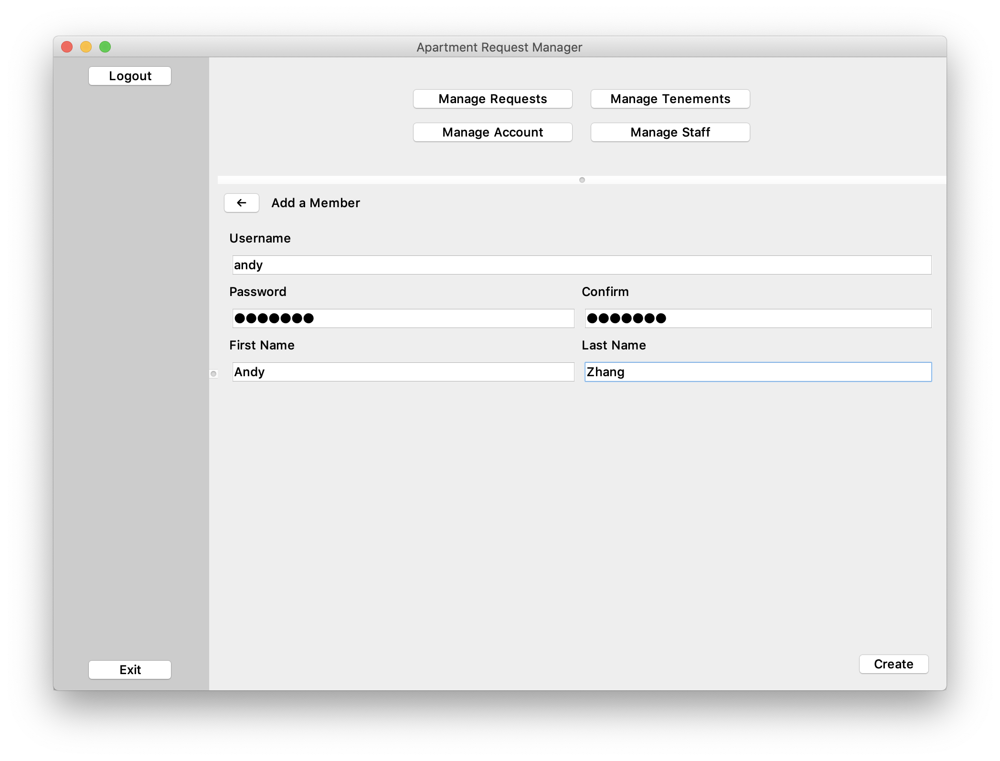 Apartment Request Manager
Logout
Manage Requests
Manage Tenements
Manage Account
Manage Staff
← Add a Member
Username
andy
Password
Confirm
●●●●●●●
●●●●●●●
First Name
Last Name
Andy
Zhang
Exit
Create